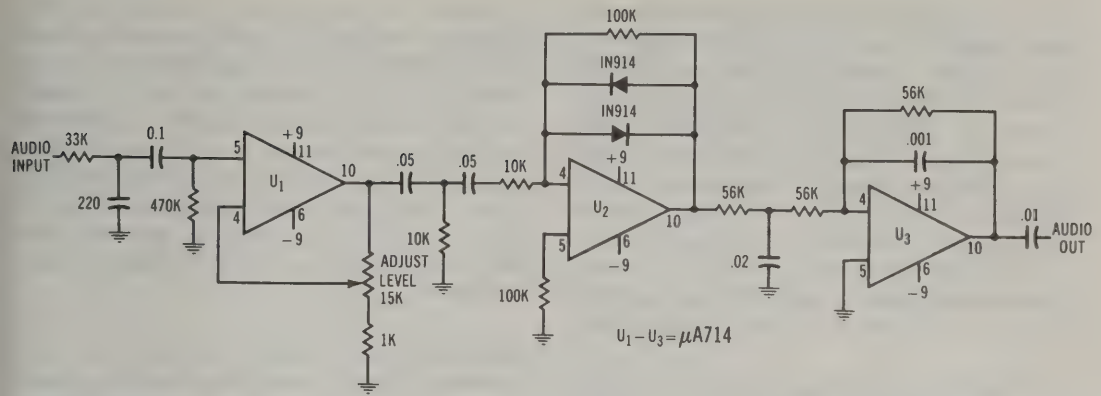 100K
IN914
IN914
56K
AUDIO INPUT
33K
0.1
220
470K
5
4
+9
11
U1
6
-9
10
ADJUST LEVEL
15K
1K
.05
.05
10K
10K
4
5
+9
11
U2
6
-9
10
100K
56K
56K
.02
.001
4
5
+9
11
U3
6
-9
10
.01
AUDIO OUT
U1 – U3 = μA714